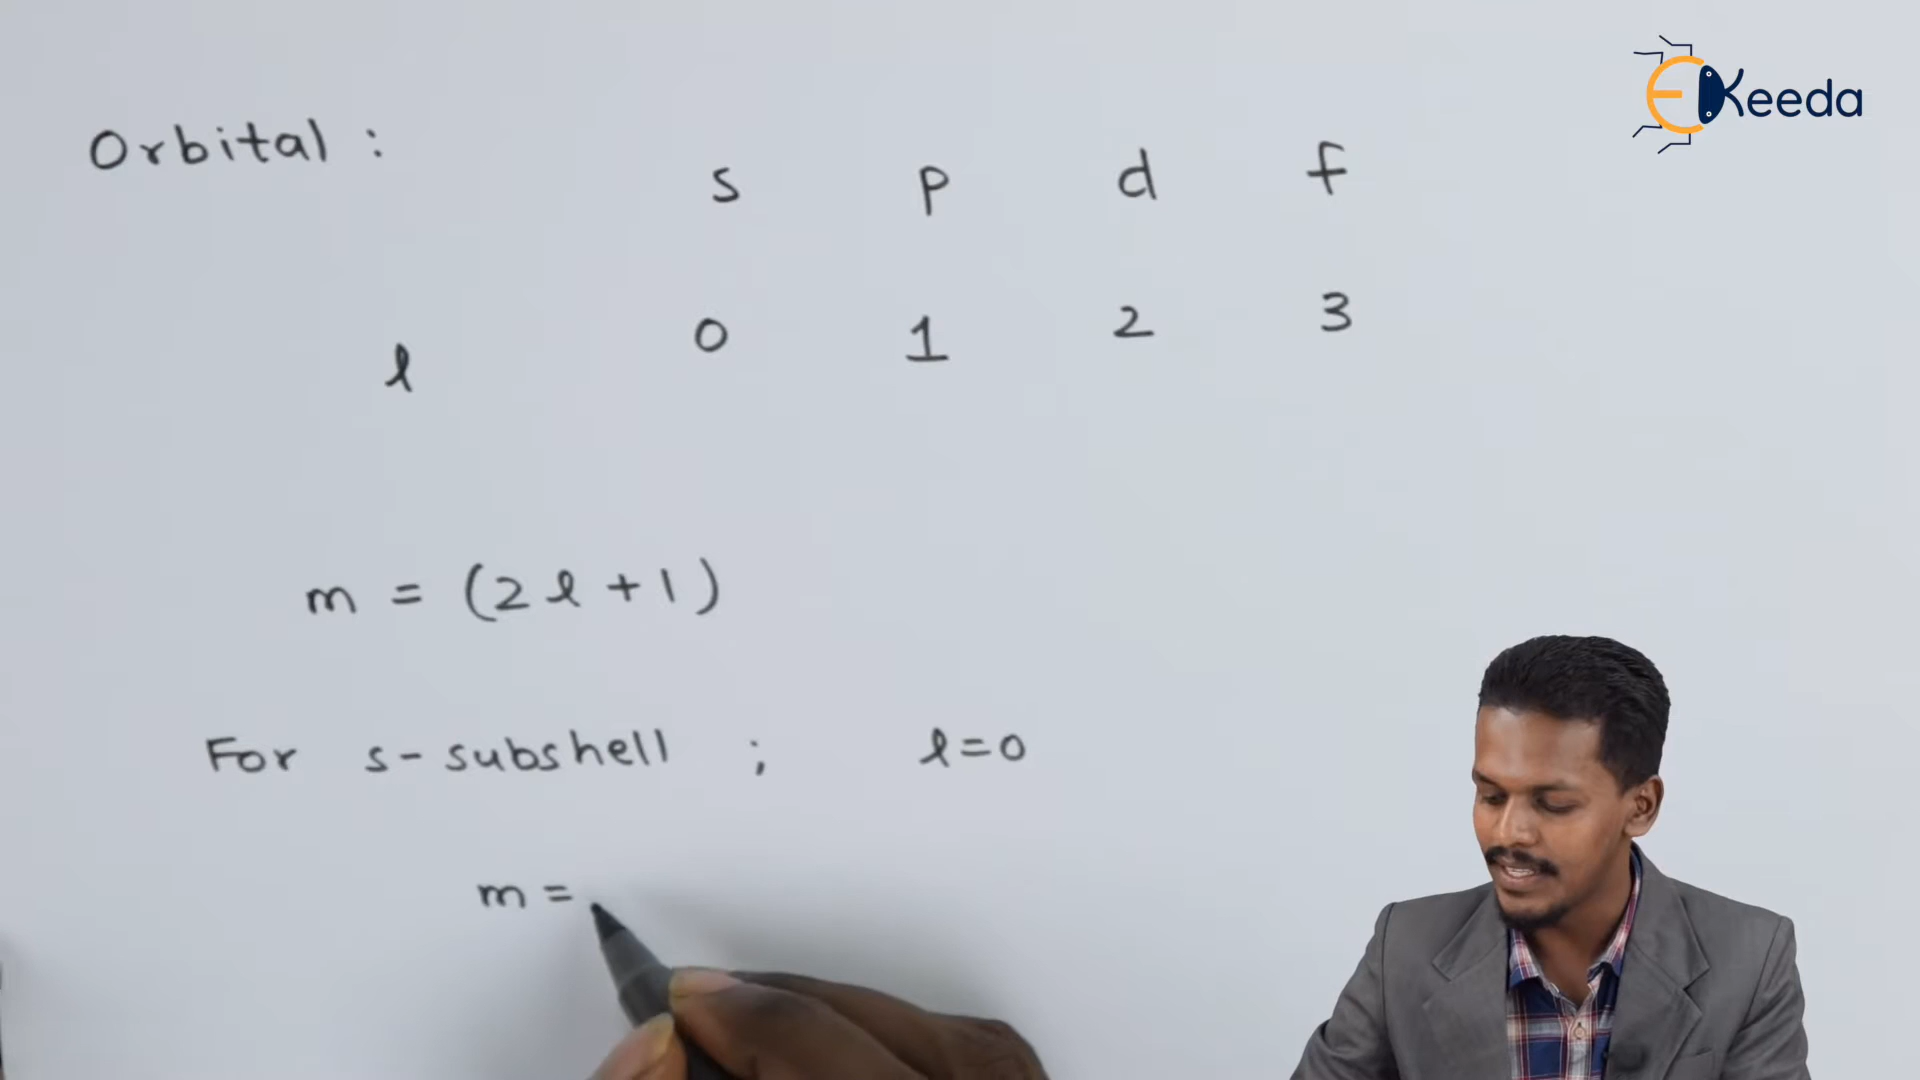 EKeeda
Orbital : s p d f
l 0 1 2 3
m = (2l+1)
For s-subshell ; l=0
m =